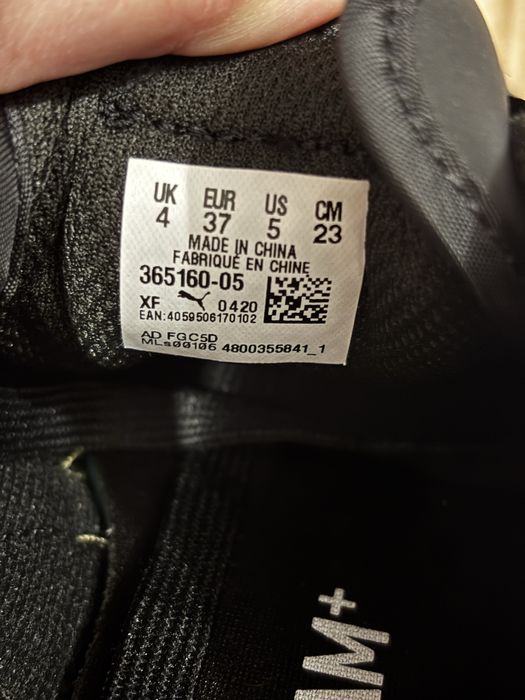 UK EUR US CM
4 37 5 23
MADE IN CHINA
FABRIQUÉ EN CHINE
365160-05
XF 0420
EAN:4059506170102
AD FGC5D
MLs00106 4800355841_1